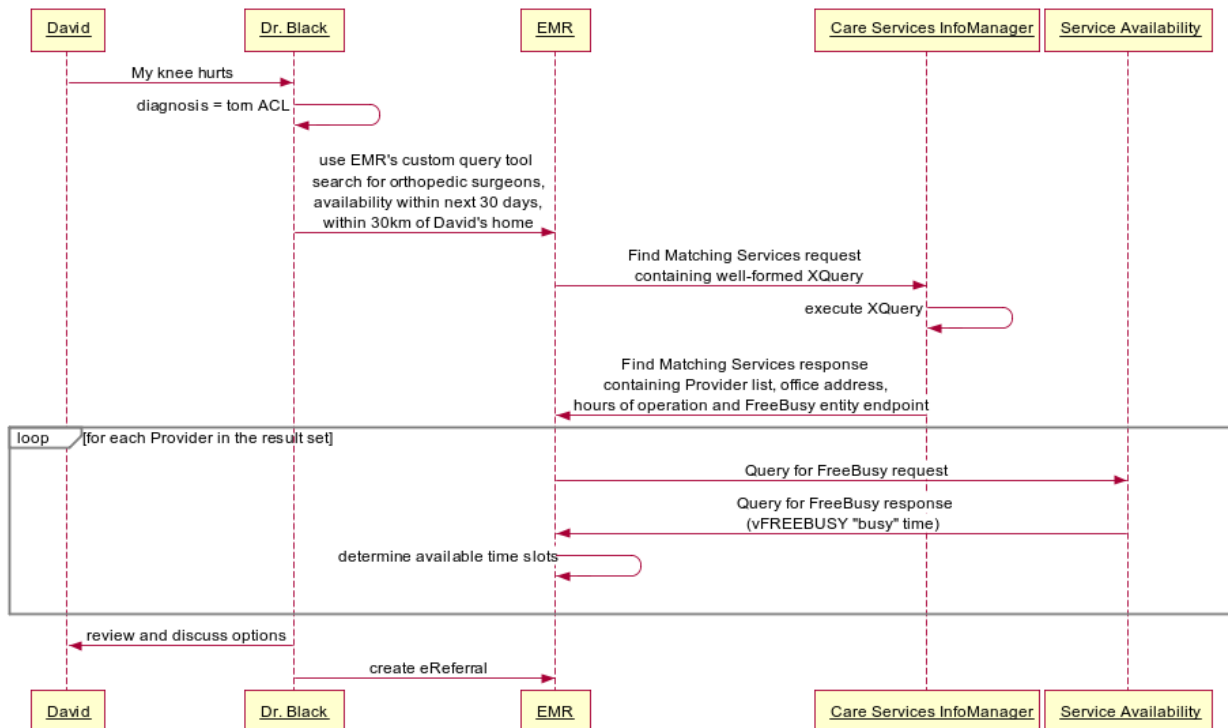 David
Dr. Black
EMR
Care Services InfoManager
Service Availability
My knee hurts
diagnosis = torn ACL
use EMR's custom query tool
search for orthopedic surgeons,
availability within next 30 days,
within 30km of David's home
Find Matching Services request
containing well-formed XQuery
execute XQuery
Find Matching Services response
containing Provider list, office address,
hours of operation and FreeBusy entity endpoint
loop
[for each Provider in the result set]
Query for FreeBusy request
Query for FreeBusy response
(vFREEBUSY "busy" time)
determine available time slots
review and discuss options
create eReferral
David
Dr. Black
EMR
Care Services InfoManager
Service Availability